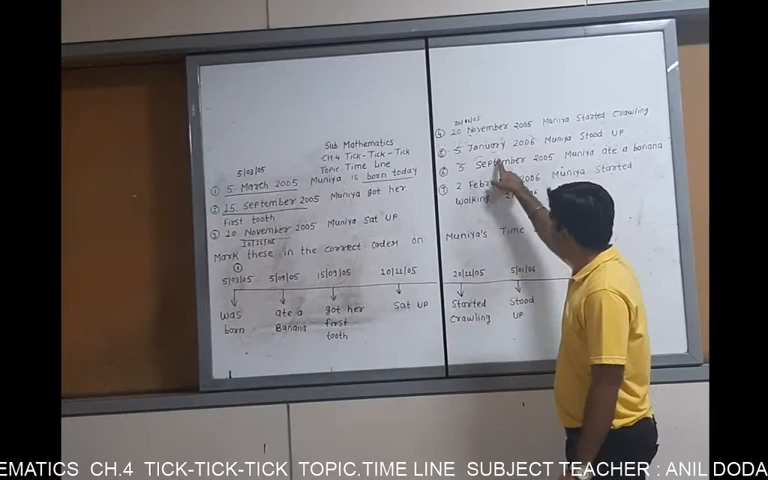 Sub Mathematics
CH.4 Tick-Tick-Tick
Topic. Time line
5/03/05
① 5 March 2005 Muniya is born today
② 15 September 2005 Muniya got her
first tooth
③ 20 November 2005 Muniya Sat UP
Mark these in the correct order on
①
5/03/05 5/09/05 15/09/05 20/11/05
was born
ate a Banana
got her first tooth
Sat UP
④ 20 November 2005 Muniya Started Crawling
⑤ 5 January 2006 Muniya Stood UP
⑥ 5 September 2005 Muniya ate a banana
⑦ 2 2006 Muniya Started
Walking
Muniya's Time
20/11/05 5/01/06
Started Crawling
Stood UP
EMATICS CH.4 TICK-TICK-TICK TOPIC.TIME LINE SUBJECT TEACHER : ANIL DODA